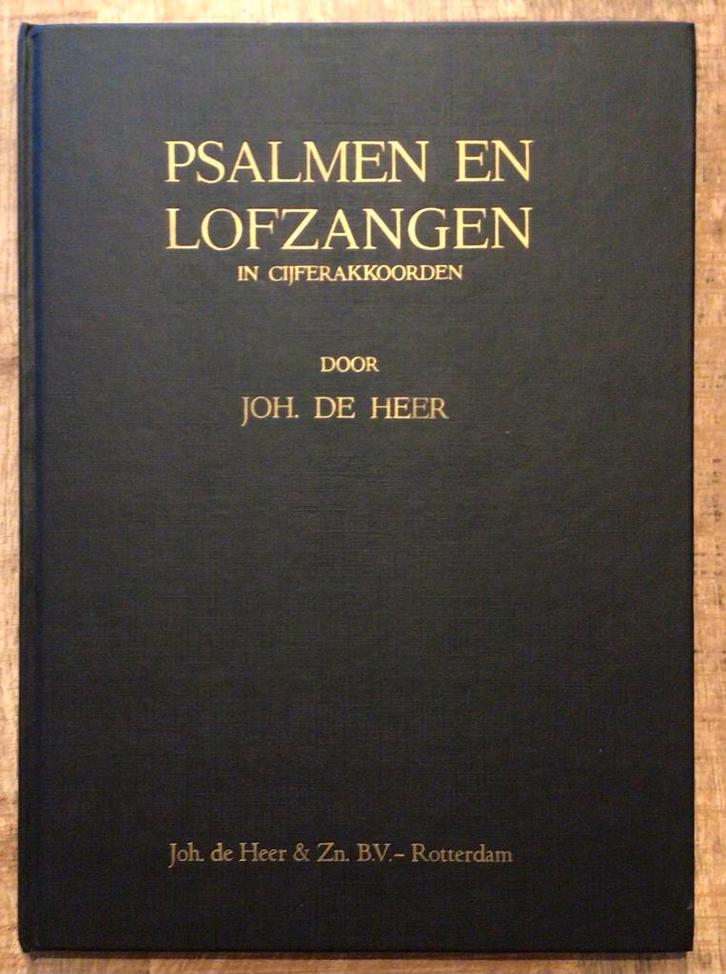 PSALMEN EN
LOFZANGEN
IN CIJFERAKKOORDEN
DOOR
JOH. DE HEER
Joh. de Heer & Zn. B.V. – Rotterdam